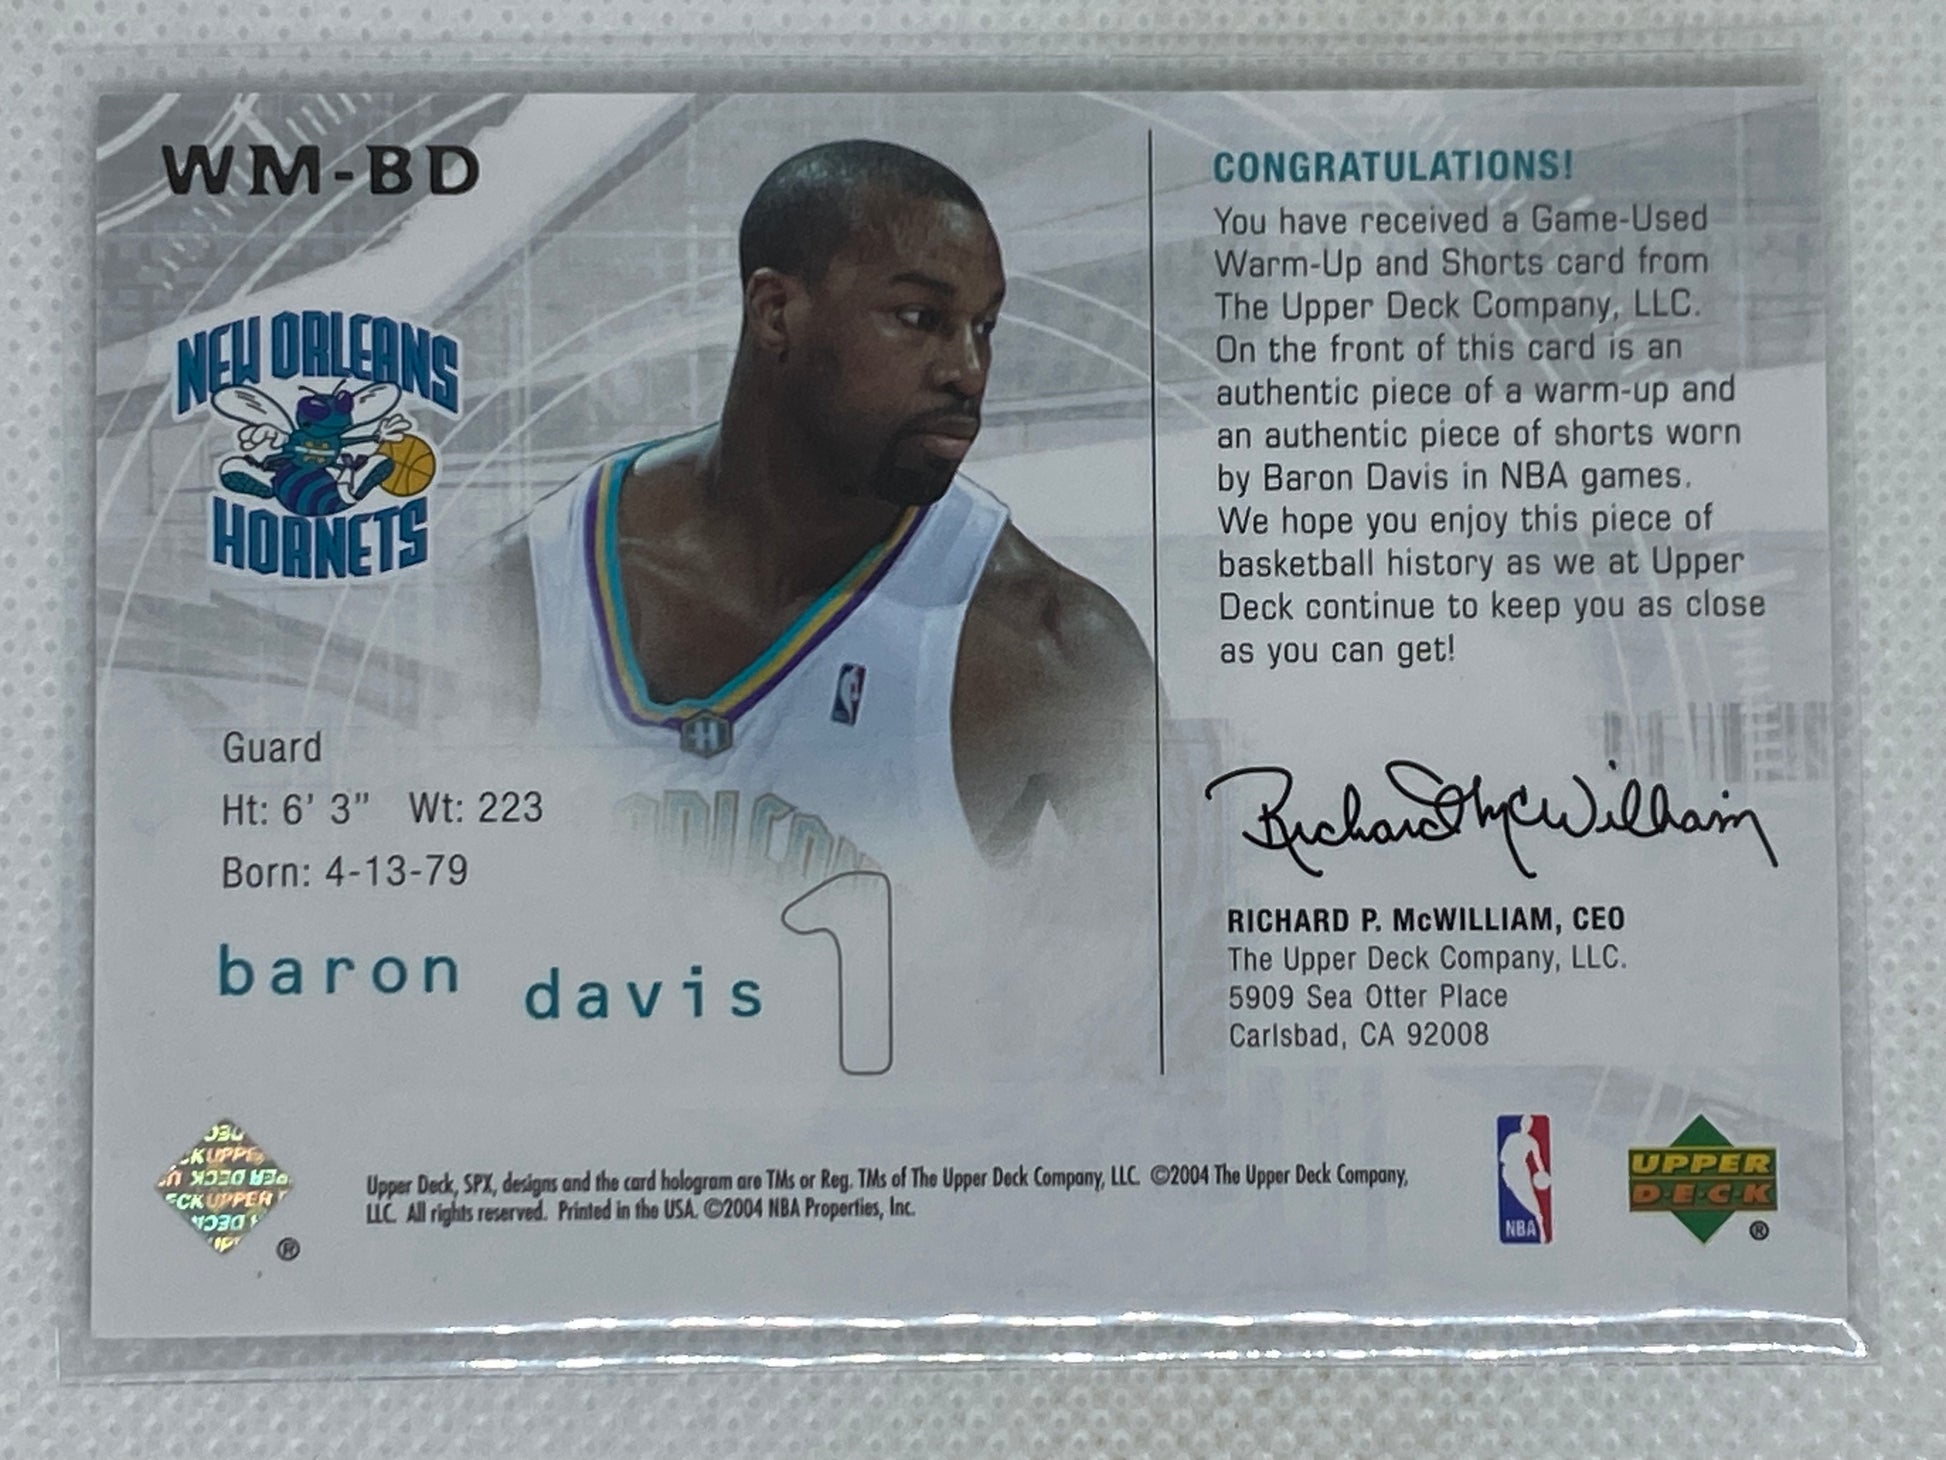 WM-BD
NEW ORLEANS
HORNETS
Guard
Ht: 6' 3" Wt: 223
Born: 4-13-79
baron davis
1
CONGRATULATIONS!
You have received a Game-Used
Warm-Up and Shorts card from
The Upper Deck Company, LLC.
On the front of this card is an
authentic piece of a warm-up and
an authentic piece of shorts worn
by Baron Davis in NBA games.
We hope you enjoy this piece of
basketball history as we at Upper
Deck continue to keep you as close
as you can get!
Richard McWilliam
RICHARD P. McWILLIAM, CEO
The Upper Deck Company, LLC.
5909 Sea Otter Place
Carlsbad, CA 92008
®
Upper Deck, SPX, designs and the card hologram are TMs or Reg. TMs of The Upper Deck Company, LLC. ©2004 The Upper Deck Company,
LLC. All rights reserved. Printed in the USA. ©2004 NBA Properties, Inc.
NBA
UPPER
DECK
®